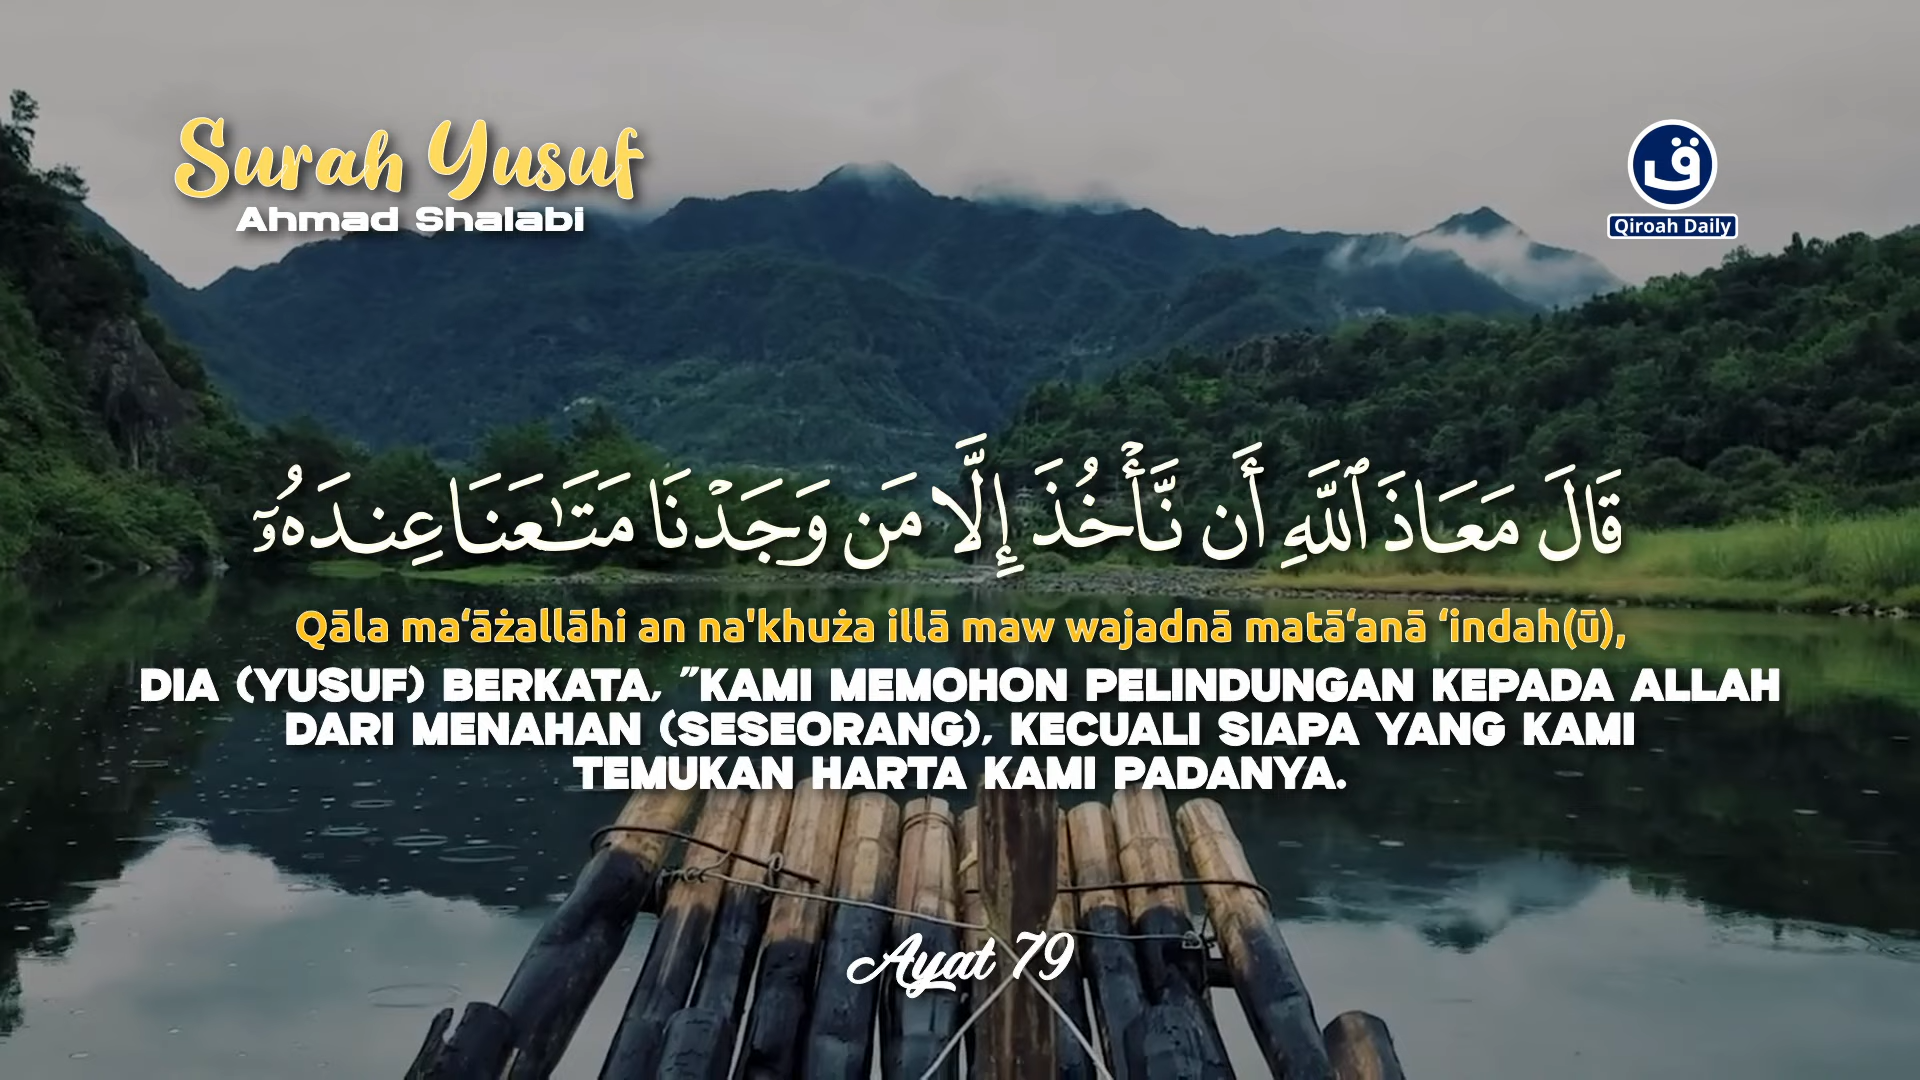 Surah Yusuf
Ahmad Shalabi
ق
Qiroah Daily
قَالَ مَعَاذَ ٱللَّهِ أَن نَّأْخُذَ إِلَّا مَن وَجَدْنَا مَتَـٰعَنَا عِندَهُۥٓ
Qāla ma‘āżallāhi an na'khuża illā maw wajadnā matā‘anā ‘indah(ū),
DIA (YUSUF) BERKATA, "KAMI MEMOHON PELINDUNGAN KEPADA ALLAH
DARI MENAHAN (SESEORANG), KECUALI SIAPA YANG KAMI
TEMUKAN HARTA KAMI PADANYA.
Ayat 79